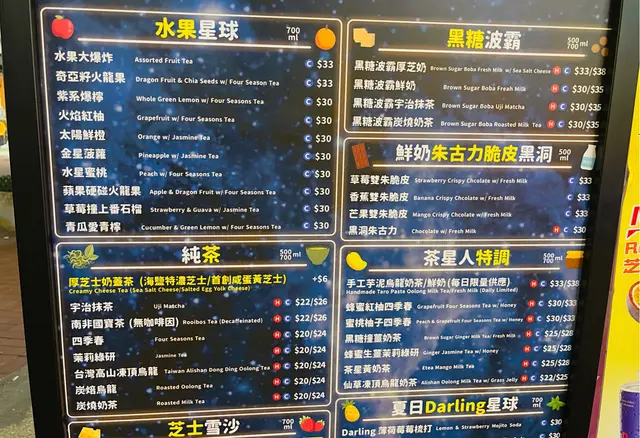 水果星球 700 ml
水果大爆炸 Assorted Fruit Tea C $33
奇亞籽火龍果 Dragon Fruit & Chia Seeds w/ Four Seasons Tea C $33
紫系爆檸 Whole Green Lemon w/ Four Seasons Tea C $30
火焰紅柚 Grapefruit w/ Four Seasons Tea C $30
太陽鮮橙 Orange w/ Jasmine Tea C $30
金星菠蘿 Pineapple w/ Jasmine Tea C $30
水星蜜桃 Peach w/ Four Seasons Tea C $30
蘋果硬碰火龍果 Apple & Dragon Fruit w/ Four Seasons Tea C $30
草莓撞上番石榴 Strawberry & Guava w/ Jasmine Tea C $30
青瓜愛青檸 Cucumber & Green Lemon w/ Four Seasons Tea C $30
純茶 500 700 ml
厚芝士奶蓋茶 (海鹽特濃芝士/首創咸蛋黃芝士) +$6
Creamy Cheese Tea (Sea Salt Cheese/Salted Egg Yolk Cheese)
宇治抹茶 Uji Matcha H C $22/$26
南非國寶茶 (無咖啡因) Rooibos Tea (Decaffeinated) H C $22/$26
四季春 Four Seasons Tea H C $20/$24
茉莉綠研 Jasmine Tea H C $20/$24
台灣高山凍頂烏龍 Taiwan Alishan Dong Ding Oolong Tea H C $20/$24
炭焙烏龍 Roasted Oolong Tea H C $20/$24
炭燒奶茶 Roasted Milk Tea H C $20/$24
芝士雪沙 700 ml
黑糖波霸 500 700 ml
黑糖波霸厚芝奶 Brown Sugar Boba Fresh Milk w/ Sea Salt Cheese H C $33/$38
黑糖波霸鮮奶 Brown Sugar Boba Fresh Milk H C $30/$35
黑糖波霸宇治抹茶 Brown Sugar Boba Uji Matcha H C $30/$35
黑糖波霸炭燒奶茶 Brown Sugar Boba Roasted Milk Tea H C $30/$35
鮮奶朱古力脆皮黑洞 500 ml
草莓雙朱脆皮 Strawberry Crispy Chcolate w/ Fresh Milk C $33
香蕉雙朱脆皮 Banana Crispy Chcolate w/ Fresh Milk C $33
芒果雙朱脆皮 Mango Crispy Chcolate w/ Fresh Milk C $33
黑洞朱古力 Chocolate w/ Fresh Milk H C $30
茶星人特調 500 700 ml
手工芋泥烏龍奶茶/鮮奶 (每日限量供應)
Handmade Taro Paste Oolong Milk Tea/Fresh Milk (Daily Limited) H C $33/$38
蜂蜜紅柚四季春 Grapefruit Four Seasons Tea w/ Honey H C $30/$33
蜜桃柚子四季春 Peach & Grapefruit Four Seasons Tea w/ Honey H C $30/$33
黑糖撞薑奶茶 Brown Sugar Ginger Milk Tea/ Fresh Milk H C $25/$28
蜂蜜生薑茉莉綠研 Ginger Jasmine Tea w/ Honey H C $25/$28
茶星黃奶茶 Etea Mango Milk Tea H C $25/$28
仙草凍頂烏龍奶茶 Alishan Oolong Milk Tea w/ Grass Jelly H C $22/$25
夏日Darling星球 700 ml
Darling 薄荷莓莓梳打 Lemon & Strawberry Mojito Soda